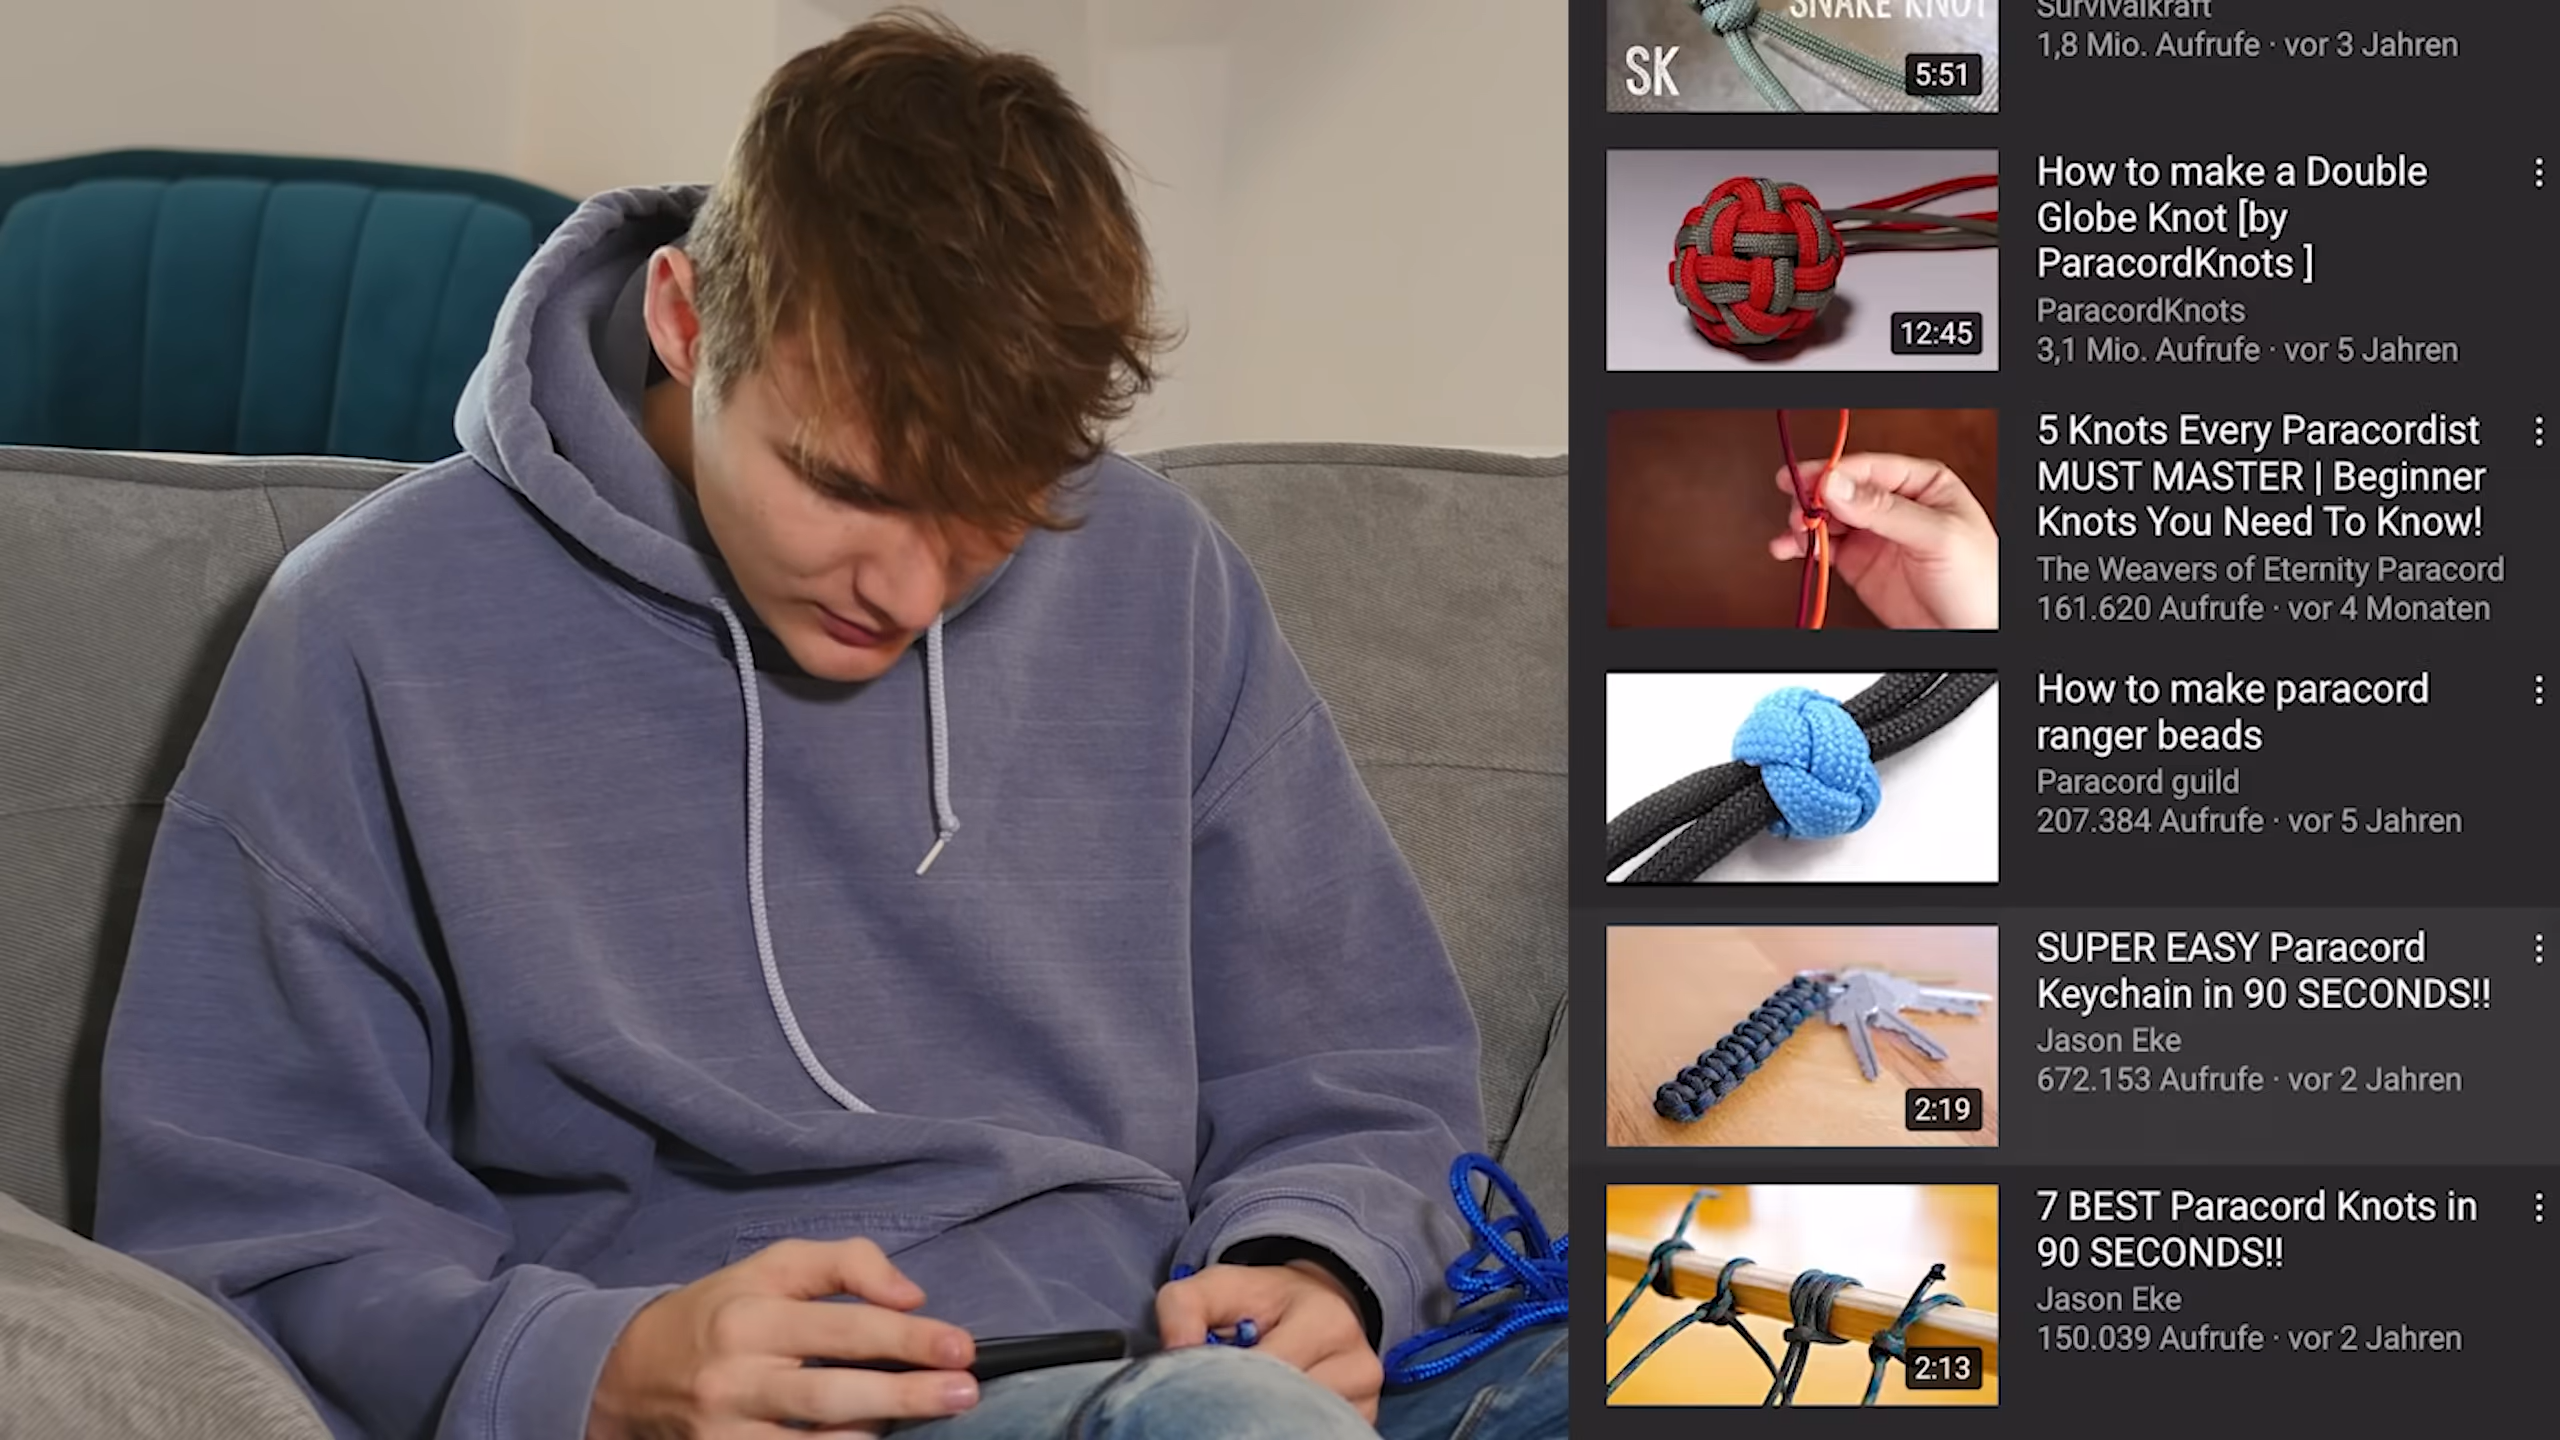 SNAKE KNOT
SK
5:51
Survivalkraft
1,8 Mio. Aufrufe · vor 3 Jahren
12:45
How to make a Double
Globe Knot [by
ParacordKnots ]
ParacordKnots
3,1 Mio. Aufrufe · vor 5 Jahren
5 Knots Every Paracordist
MUST MASTER | Beginner
Knots You Need To Know!
The Weavers of Eternity Paracord
161.620 Aufrufe · vor 4 Monaten
How to make paracord
ranger beads
Paracord guild
207.384 Aufrufe · vor 5 Jahren
2:19
SUPER EASY Paracord
Keychain in 90 SECONDS!!
Jason Eke
672.153 Aufrufe · vor 2 Jahren
2:13
7 BEST Paracord Knots in
90 SECONDS!!
Jason Eke
150.039 Aufrufe · vor 2 Jahren